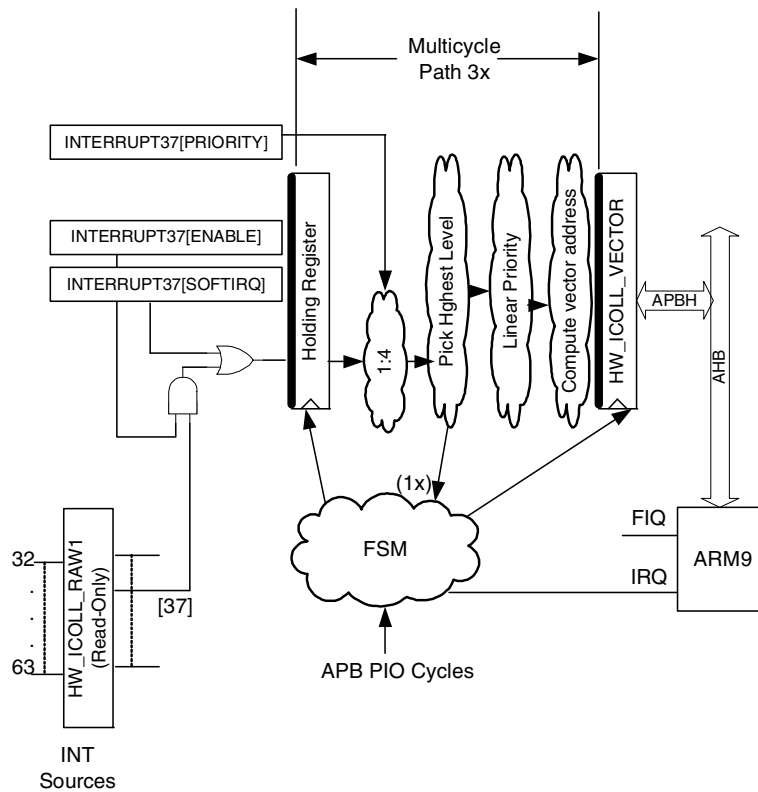 Multicycle
Path 3x
INTERRUPT37[PRIORITY]
INTERRUPT37[ENABLE]
INTERRUPT37[SOFTIRQ]
Holding Register
1:4
Pick Hghest Level
Linear Priority
Compute vector address
HW_ICOLL_VECTOR
APBH
AHB
(1x)
FSM
FIQ
IRQ
ARM9
32
.
.
.
63
HW_ICOLL_RAW1
(Read-Only)
[37]
APB PIO Cycles
INT
Sources